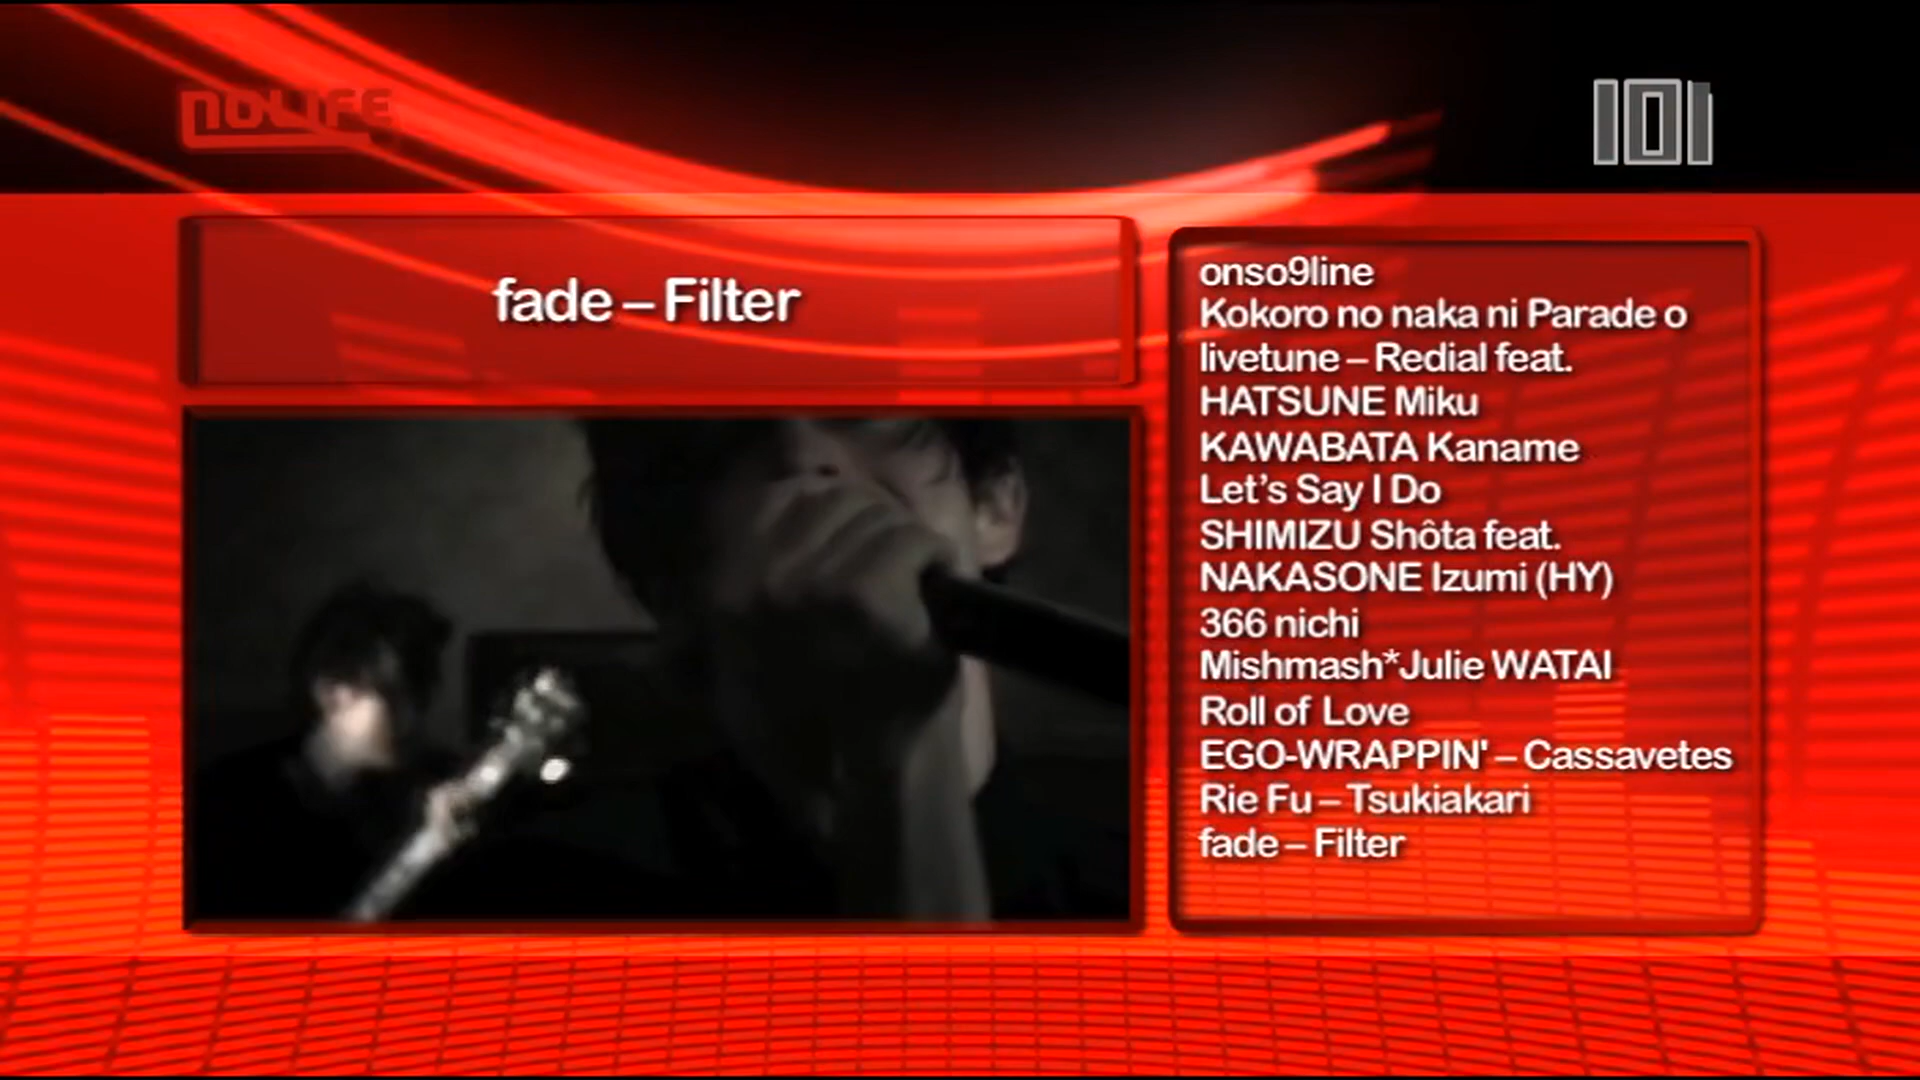 NOLIFE
101
fade – Filter
onso9line
Kokoro no naka ni Parade o
livetune – Redial feat.
HATSUNE Miku
KAWABATA Kaname
Let’s Say I Do
SHIMIZU Shôta feat.
NAKASONE Izumi (HY)
366 nichi
Mishmash*Julie WATAI
Roll of Love
EGO-WRAPPIN' – Cassavetes
Rie Fu – Tsukiakari
fade – Filter